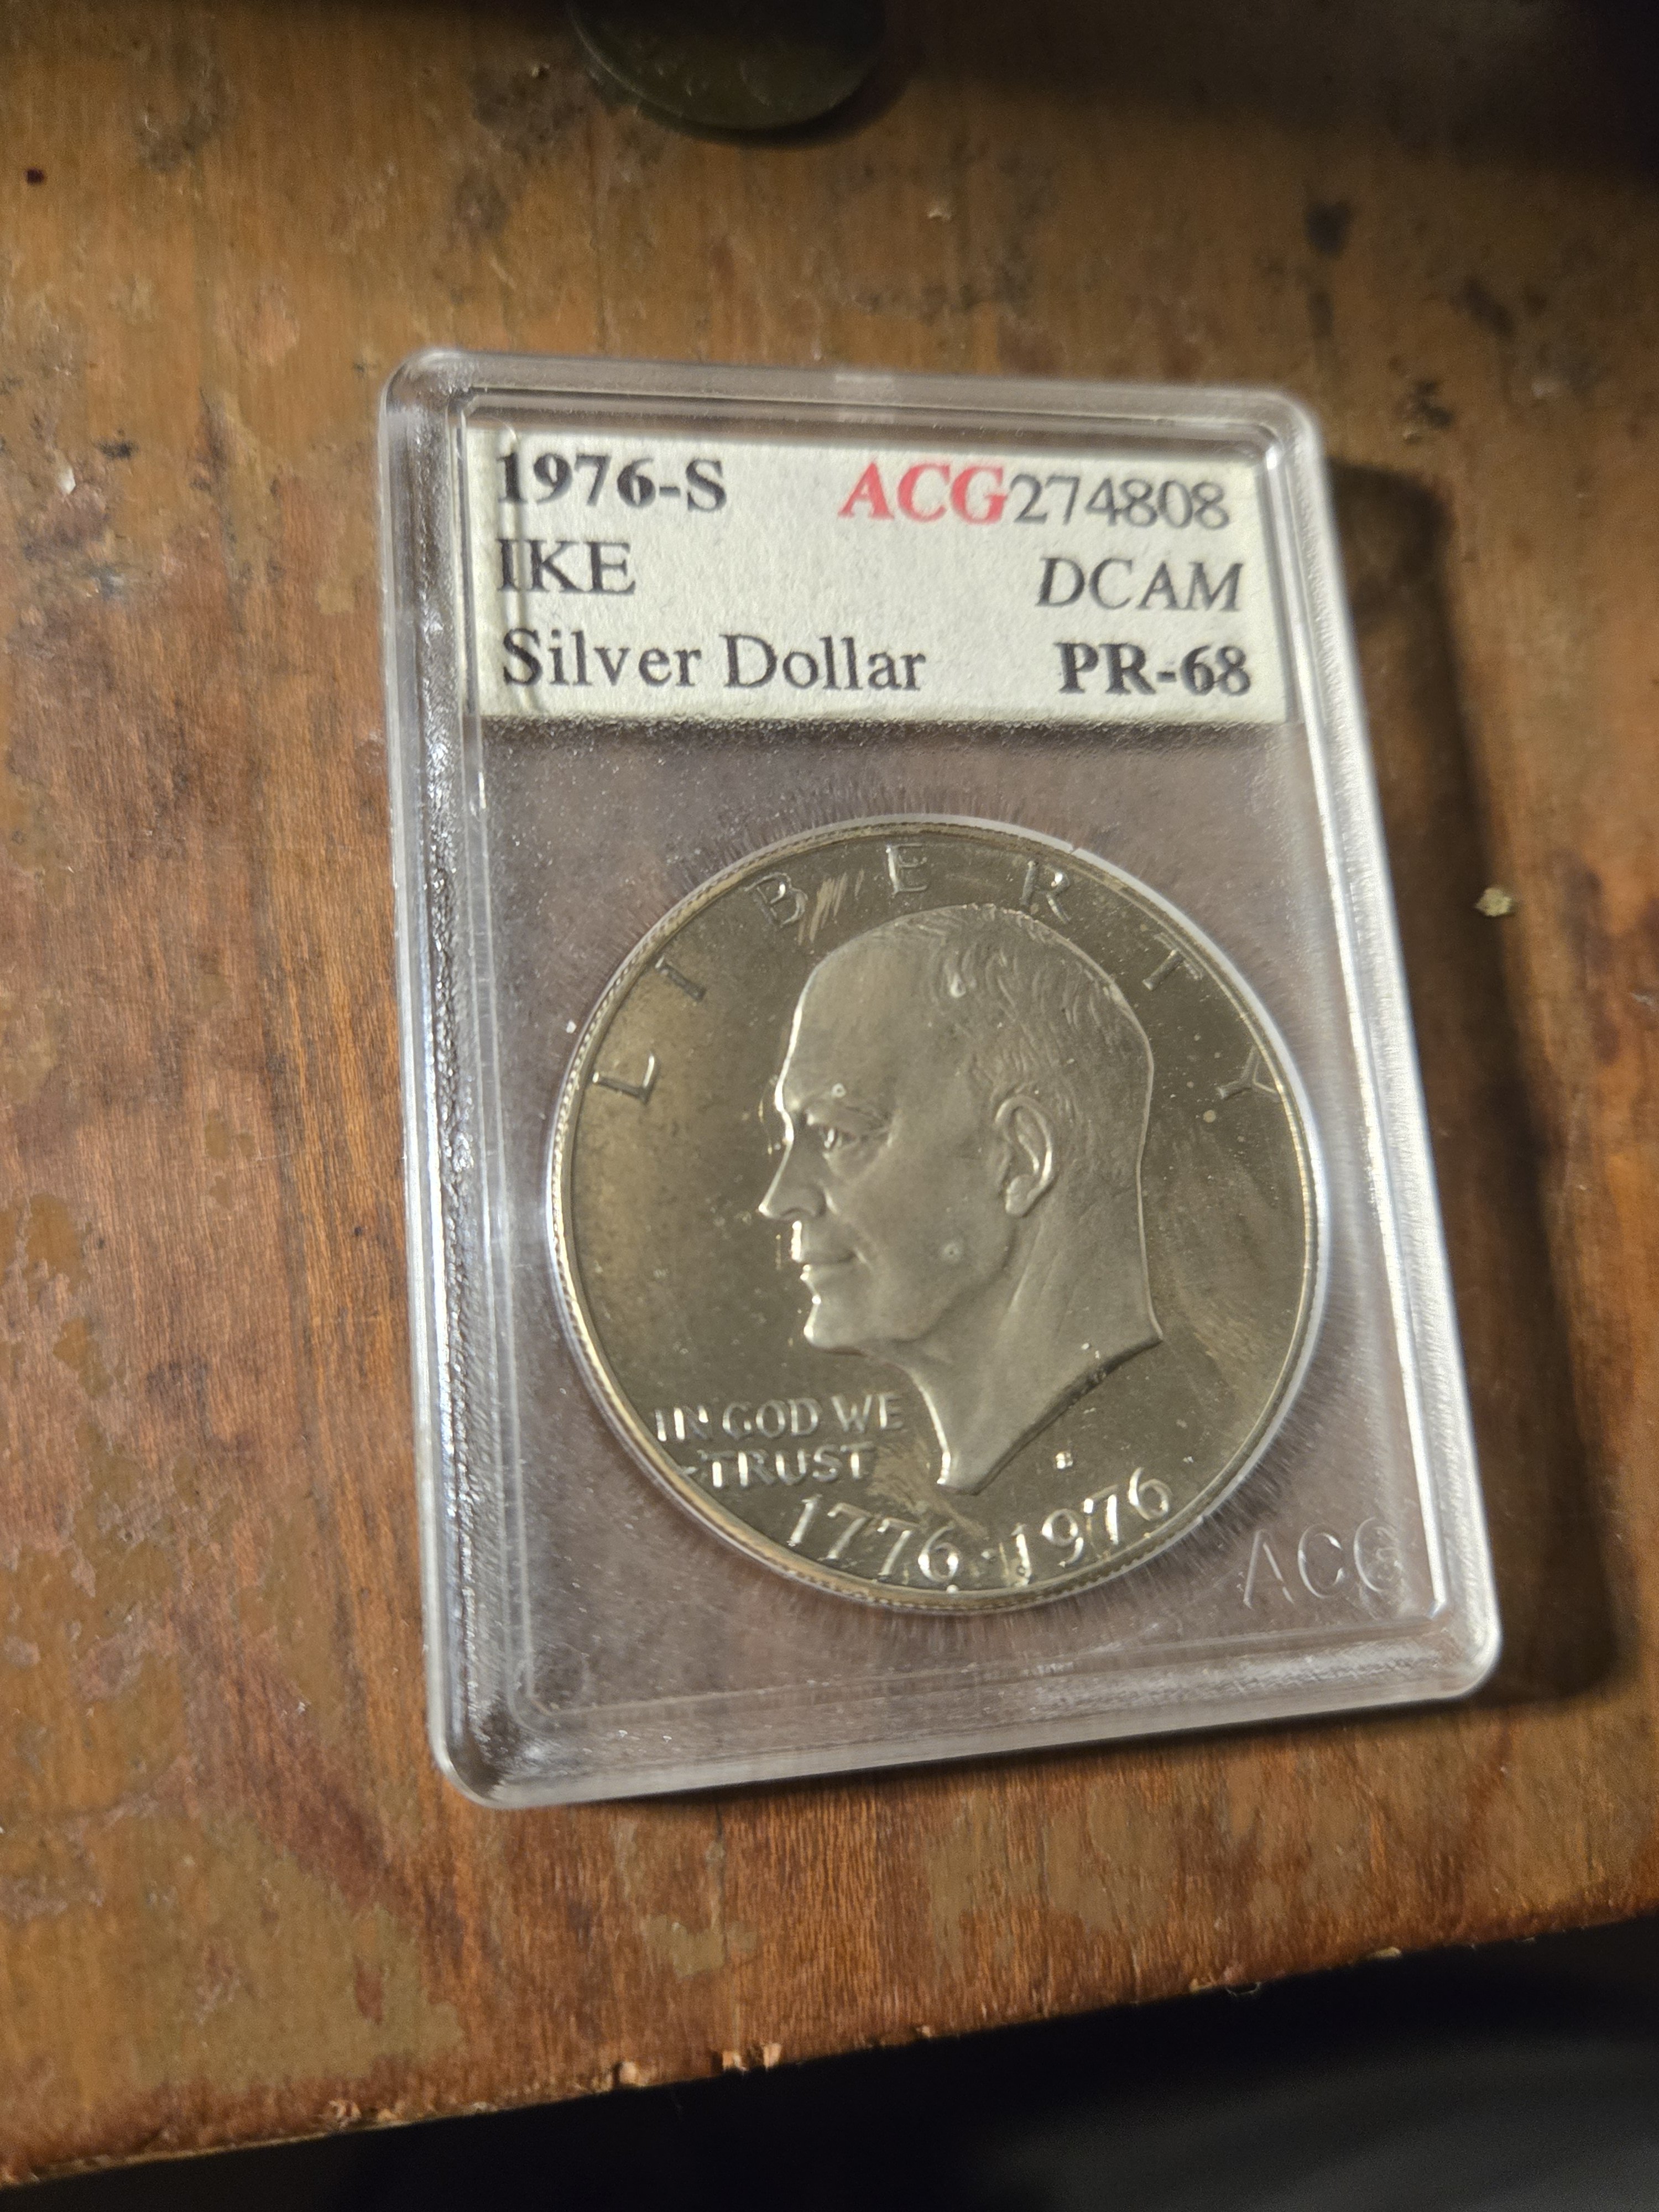 1976-S ACG274808
IKE DCAM
Silver Dollar PR-68
LIBERTY
IN GOD WE
TRUST
S
1776-1976
ACG